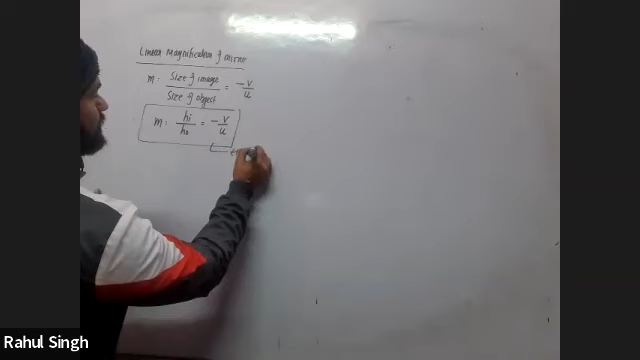 Linear Magnification of mirror
m: Size of image / Size of object = -v/u
m: hi/ho = -v/u
Rahul Singh